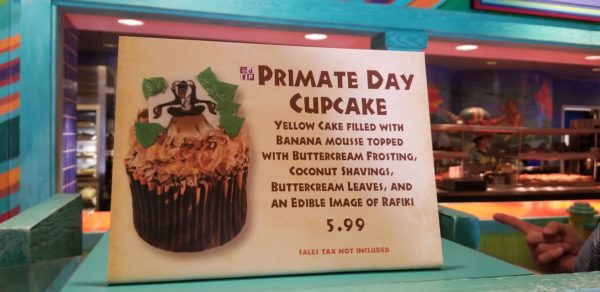 PRIMATE DAY
CUPCAKE
YELLOW CAKE FILLED WITH
BANANA MOUSSE TOPPED
WITH BUTTERCREAM FROSTING,
COCONUT SHAVINGS,
BUTTERCREAM LEAVES, AND
AN EDIBLE IMAGE OF RAFIKI
5.99
SALES TAX NOT INCLUDED